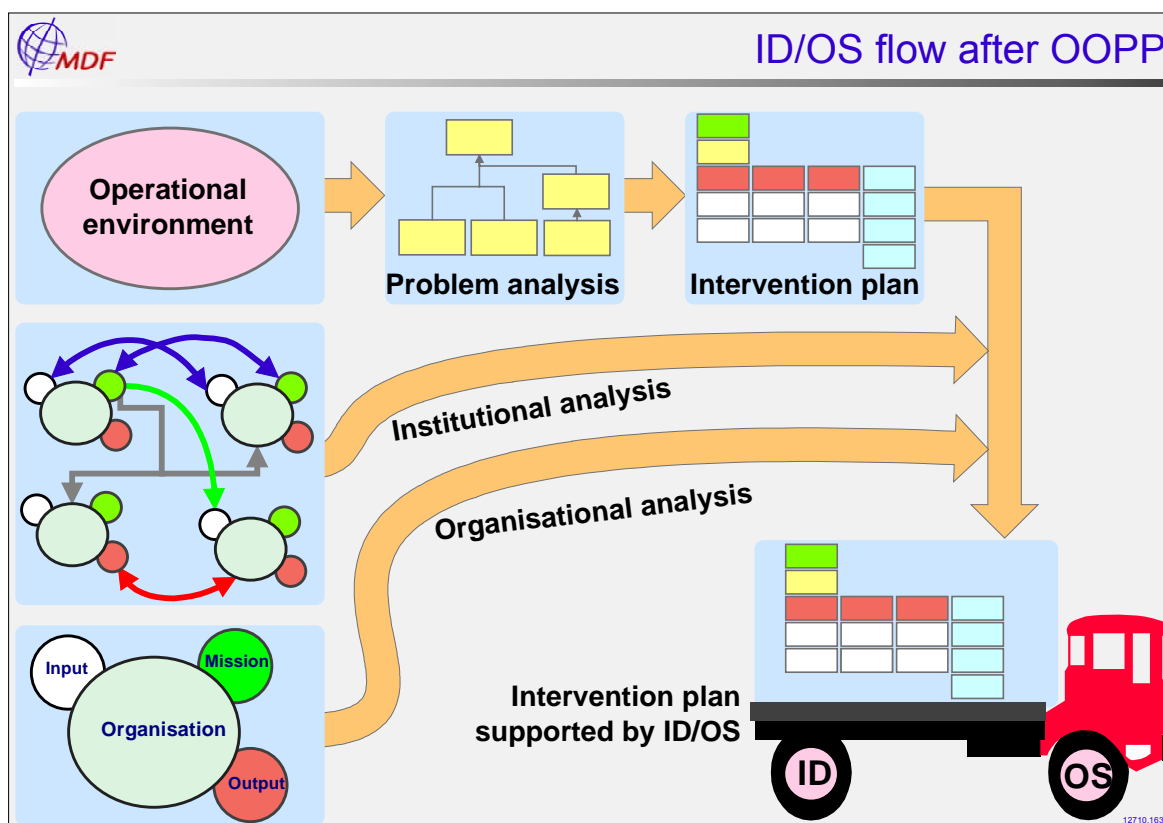 MDF
ID/OS flow after OOPP
Operational
environment
Problem analysis
Intervention plan
Institutional analysis
Organisational analysis
Input
Mission
Organisation
Output
Intervention plan
supported by ID/OS
ID
OS
12710.163